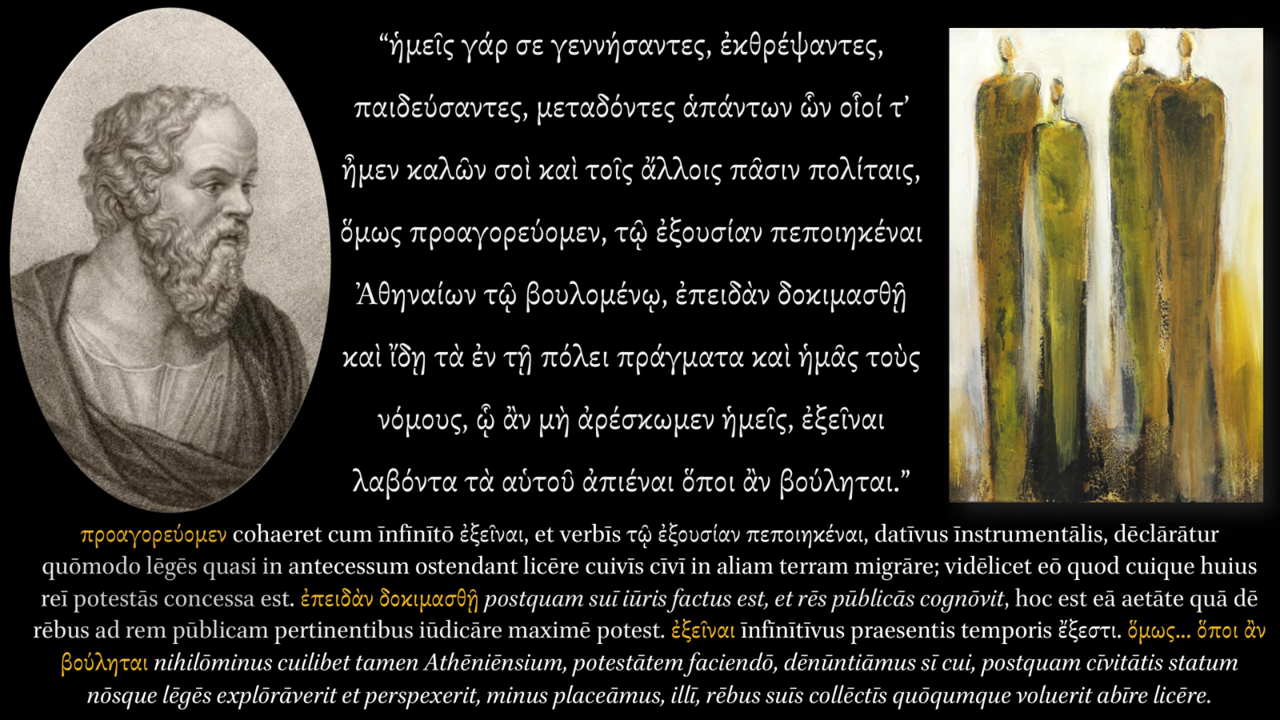 “ἡμεῖς γάρ σε γεννήσαντες, ἐκθρέψαντες,
παιδεύσαντες, μεταδόντες ἁπάντων ὧν οἷοί τ’
ἦμεν καλῶν σοὶ καὶ τοῖς ἄλλοις πᾶσιν πολίταις,
ὅμως προαγορεύομεν, τῷ ἐξουσίαν πεποιηκέναι
Ἀθηναίων τῷ βουλομένῳ, ἐπειδὰν δοκιμασθῇ
καὶ ἴδῃ τὰ ἐν τῇ πόλει πράγματα καὶ ἡμᾶς τοὺς
νόμους, ᾧ ἂν μὴ ἀρέσκωμεν ἡμεῖς, ἐξεῖναι
λαβόντα τὰ αὑτοῦ ἀπιέναι ὅποι ἂν βούληται.”
προαγορεύομεν cohaeret cum īnfīnītō ἐξεῖναι, et verbīs τῷ ἐξουσίαν πεποιηκέναι, datīvus īnstrumentālis, dēclārātur
quōmodo lēgēs quasi in antecessum ostendant licēre cuivīs cīvī in aliam terram migrāre; vidēlicet eō quod cuique huius
reī potestās concessa est. ἐπειδὰν δοκιμασθῇ postquam suī iūris factus est, et rēs pūblicās cognōvit, hoc est eā aetāte quā dē
rēbus ad rem pūblicam pertinentibus iūdicāre maximē potest. ἐξεῖναι īnfīnītīvus praesentis temporis ἔξεστι. ὅμως... ὅποι ἂν
βούληται nihilōminus cuilibet tamen Athēniēnsium, potestātem faciendō, dēnūntiāmus sī cui, postquam cīvitātis statum
nōsque lēgēs explōrāverit et perspexerit, minus placeāmus, illī, rēbus suīs collēctīs quōqumque voluerit abīre licēre.